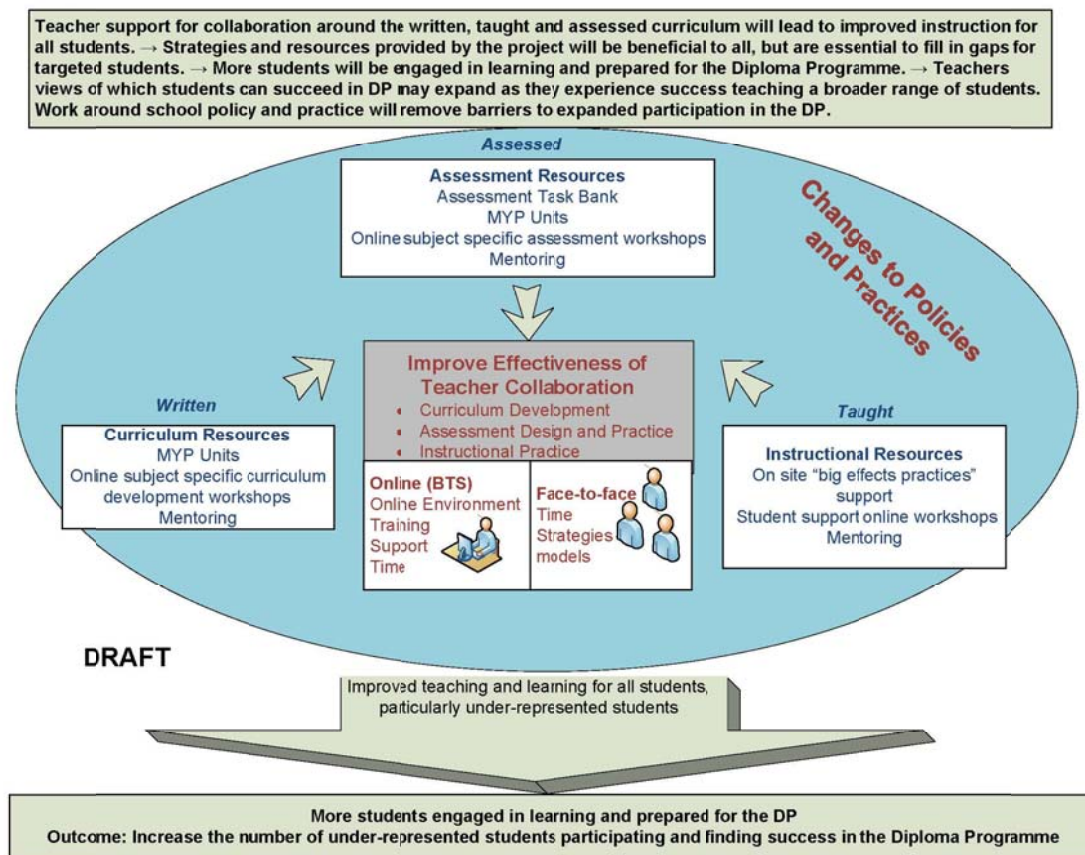 Teacher support for collaboration around the written, taught and assessed curriculum will lead to improved instruction for
all students. → Strategies and resources provided by the project will be beneficial to all, but are essential to fill in gaps for
targeted students. → More students will be engaged in learning and prepared for the Diploma Programme. → Teachers
views of which students can succeed in DP may expand as they experience success teaching a broader range of students.
Work around school policy and practice will remove barriers to expanded participation in the DP.
Assessed
Assessment Resources
Assessment Task Bank
MYP Units
Online subject specific assessment workshops
Mentoring
Changes to Policies
and Practices
Improve Effectiveness of
Teacher Collaboration
• Curriculum Development
• Assessment Design and Practice
• Instructional Practice
Written
Curriculum Resources
MYP Units
Online subject specific curriculum
development workshops
Mentoring
Online (BTS)
Online Environment
Training
Support
Time
Face-to-face
Time
Strategies
models
Taught
Instructional Resources
On site “big effects practices”
support
Student support online workshops
Mentoring
DRAFT
Improved teaching and learning for all students,
particularly under-represented students
More students engaged in learning and prepared for the DP
Outcome: Increase the number of under-represented students participating and finding success in the Diploma Programme